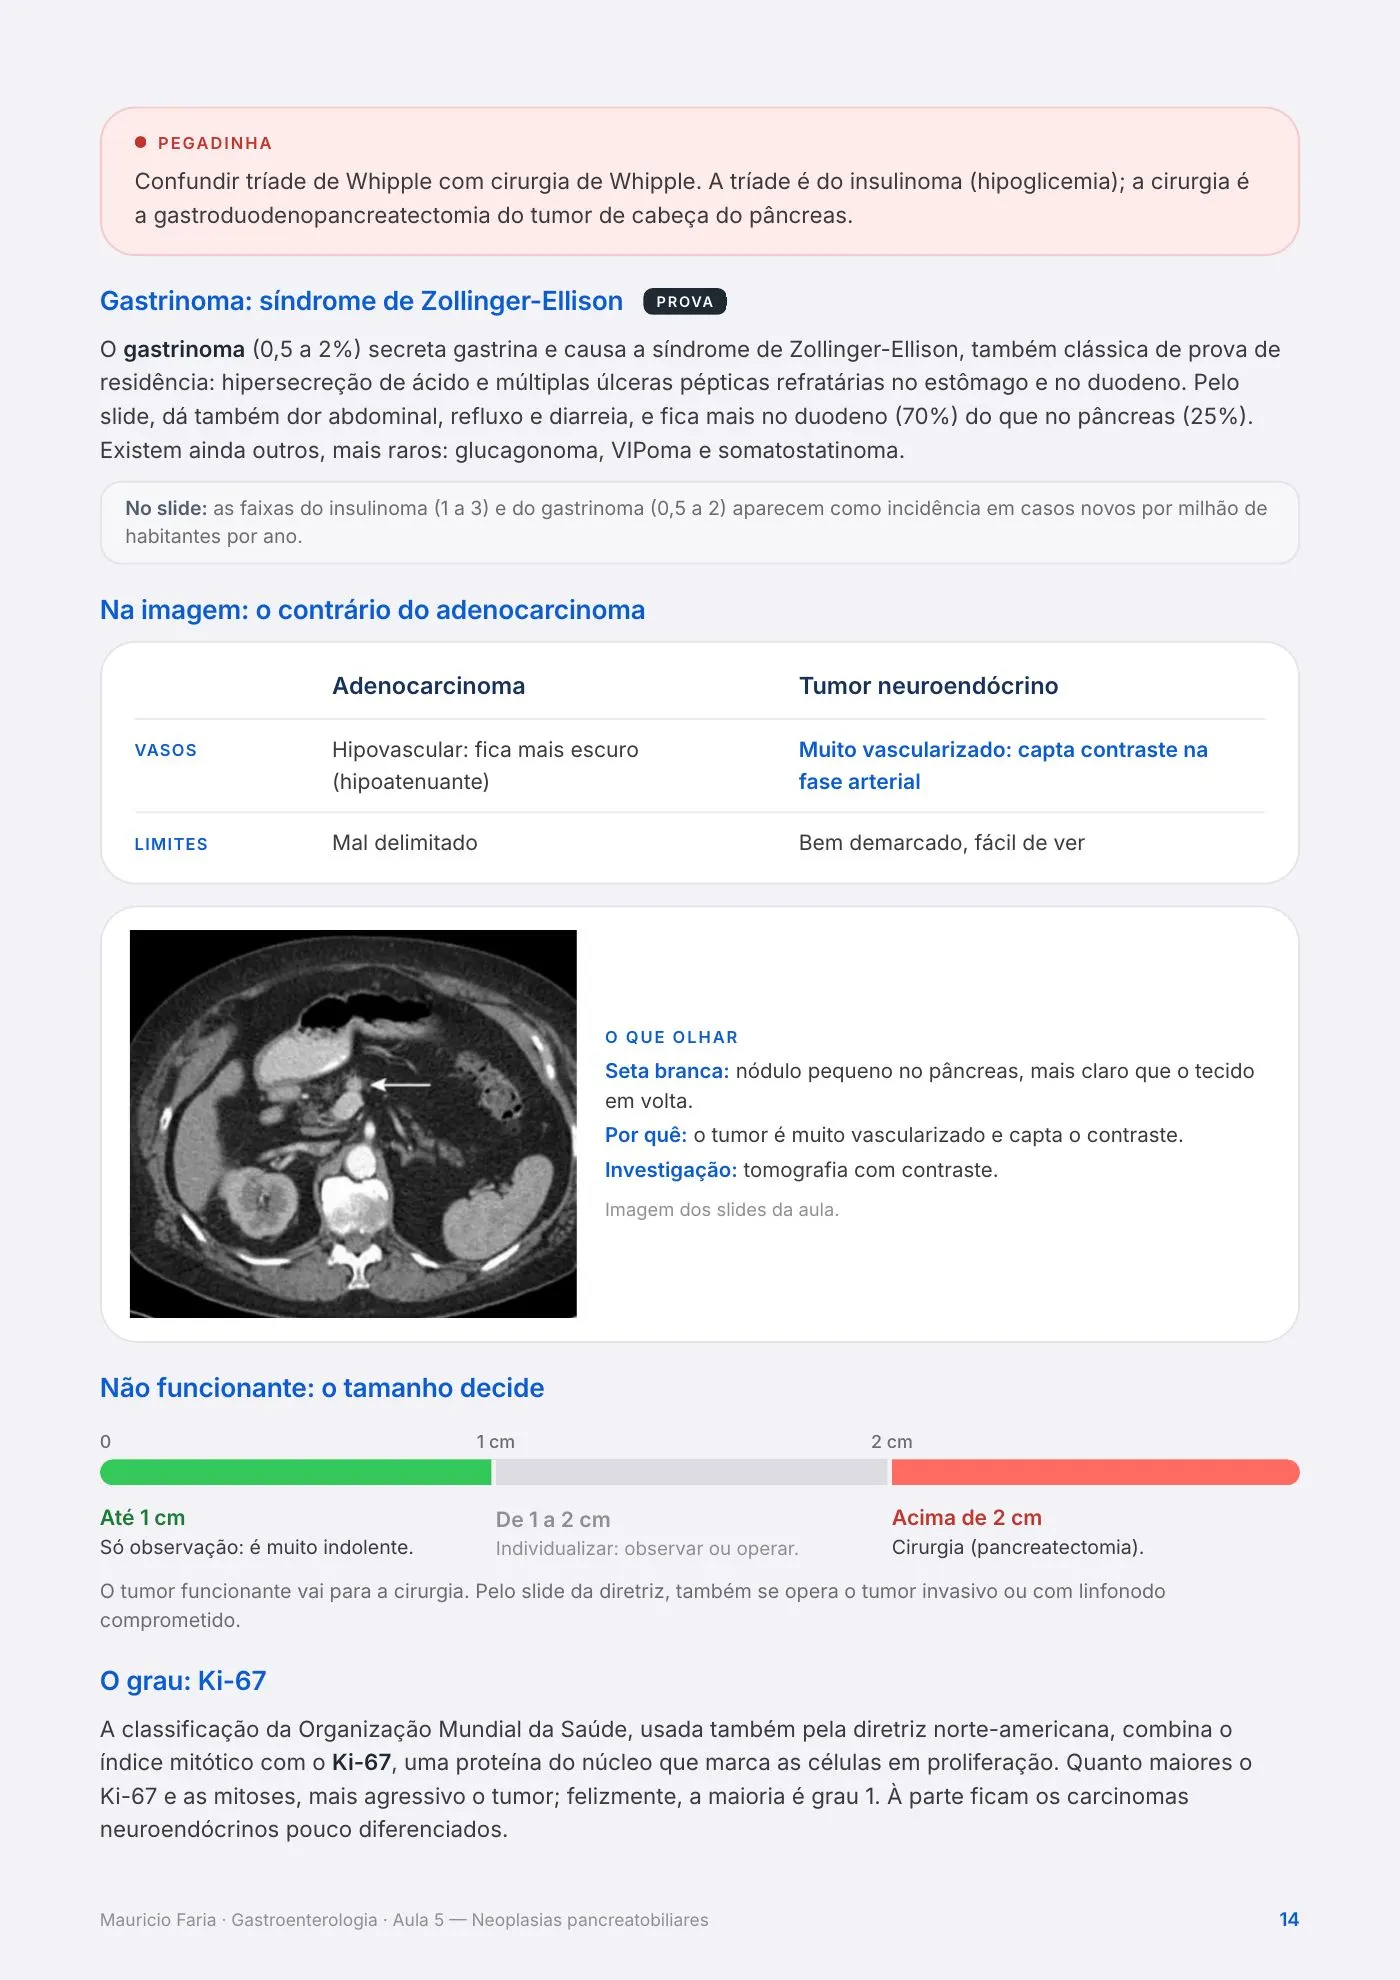 PEGADINHA
Confundir tríade de Whipple com cirurgia de Whipple. A tríade é do insulinoma (hipoglicemia); a cirurgia é
a gastroduodenopancreatectomia do tumor de cabeça do pâncreas.
Gastrinoma: síndrome de Zollinger-Ellison PROVA
O gastrinoma (0,5 a 2%) secreta gastrina e causa a síndrome de Zollinger-Ellison, também clássica de prova de
residência: hipersecreção de ácido e múltiplas úlceras pépticas refratárias no estômago e no duodeno. Pelo
slide, dá também dor abdominal, refluxo e diarreia, e fica mais no duodeno (70%) do que no pâncreas (25%).
Existem ainda outros, mais raros: glucagonoma, VIPoma e somatostatinoma.
No slide: as faixas do insulinoma (1 a 3) e do gastrinoma (0,5 a 2) aparecem como incidência em casos novos por milhão de
habitantes por ano.
Na imagem: o contrário do adenocarcinoma
Adenocarcinoma Tumor neuroendócrino
VASOS Hipovascular: fica mais escuro Muito vascularizado: capta contraste na
(hipoatenuante) fase arterial
LIMITES Mal delimitado Bem demarcado, fácil de ver
O QUE OLHAR
Seta branca: nódulo pequeno no pâncreas, mais claro que o tecido
em volta.
Por quê: o tumor é muito vascularizado e capta o contraste.
Investigação: tomografia com contraste.
Imagem dos slides da aula.
Não funcionante: o tamanho decide
0 1 cm 2 cm
Até 1 cm De 1 a 2 cm Acima de 2 cm
Só observação: é muito indolente. Individualizar: observar ou operar. Cirurgia (pancreatectomia).
O tumor funcionante vai para a cirurgia. Pelo slide da diretriz, também se opera o tumor invasivo ou com linfonodo
comprometido.
O grau: Ki-67
A classificação da Organização Mundial da Saúde, usada também pela diretriz norte-americana, combina o
índice mitótico com o Ki-67, uma proteína do núcleo que marca as células em proliferação. Quanto maiores o
Ki-67 e as mitoses, mais agressivo o tumor; felizmente, a maioria é grau 1. À parte ficam os carcinomas
neuroendócrinos pouco diferenciados.
Mauricio Faria · Gastroenterologia · Aula 5 — Neoplasias pancreatobiliares 14